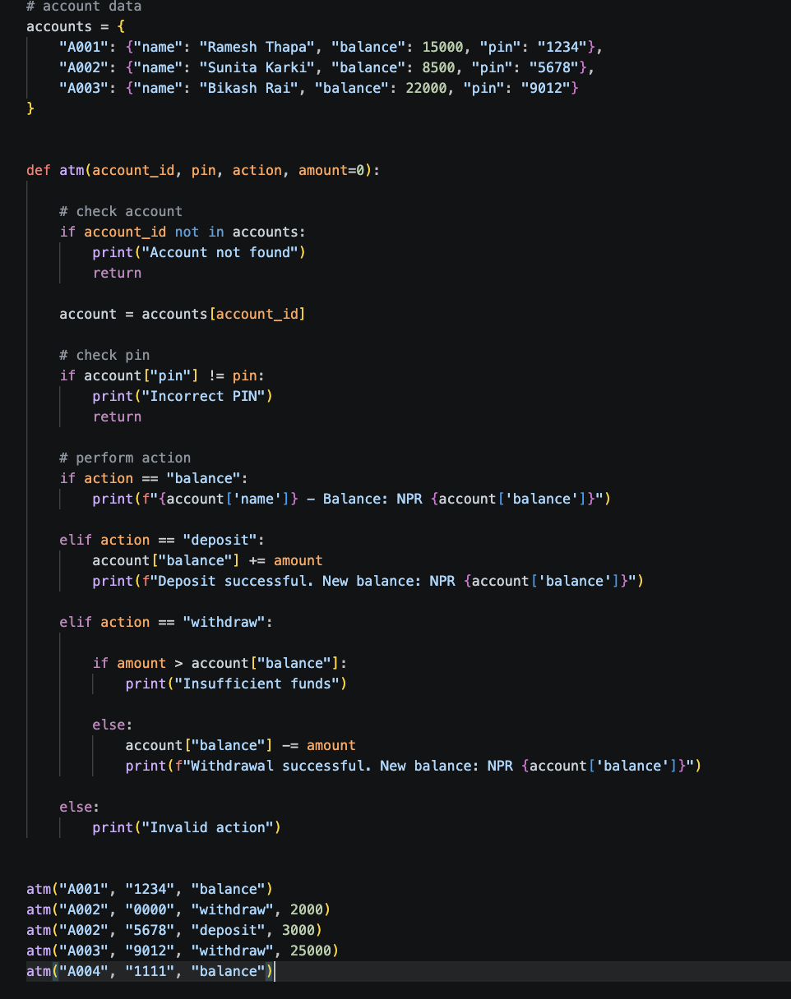 # account data
accounts = {
    "A001": {"name": "Ramesh Thapa", "balance": 15000, "pin": "1234"},
    "A002": {"name": "Sunita Karki", "balance": 8500, "pin": "5678"},
    "A003": {"name": "Bikash Rai", "balance": 22000, "pin": "9012"}
}


def atm(account_id, pin, action, amount=0):

    # check account
    if account_id not in accounts:
        print("Account not found")
        return

    account = accounts[account_id]

    # check pin
    if account["pin"] != pin:
        print("Incorrect PIN")
        return

    # perform action
    if action == "balance":
        print(f"{account['name']} - Balance: NPR {account['balance']}")

    elif action == "deposit":
        account["balance"] += amount
        print(f"Deposit successful. New balance: NPR {account['balance']}")

    elif action == "withdraw":

        if amount > account["balance"]:
            print("Insufficient funds")

        else:
            account["balance"] -= amount
            print(f"Withdrawal successful. New balance: NPR {account['balance']}")

    else:
        print("Invalid action")


atm("A001", "1234", "balance")
atm("A002", "0000", "withdraw", 2000)
atm("A002", "5678", "deposit", 3000)
atm("A003", "9012", "withdraw", 25000)
atm("A004", "1111", "balance")